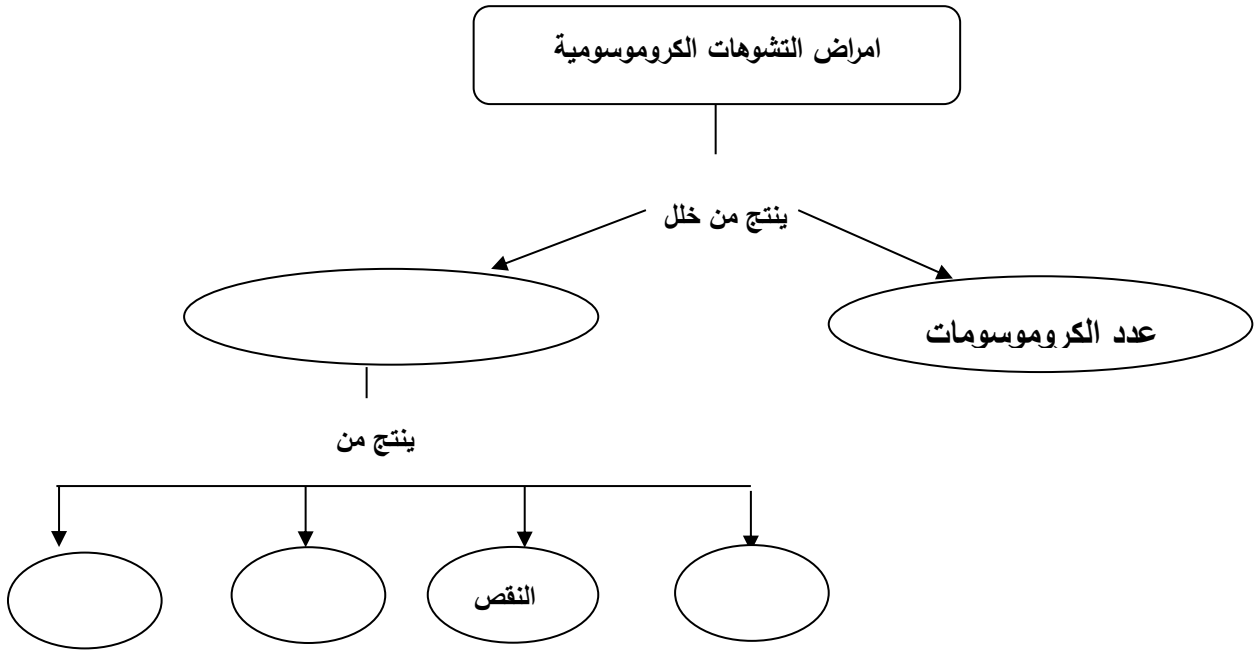 امراض التشوهات الكروموسومية
ينتج من خلل
عدد الكروموسومات
ينتج من
النقص